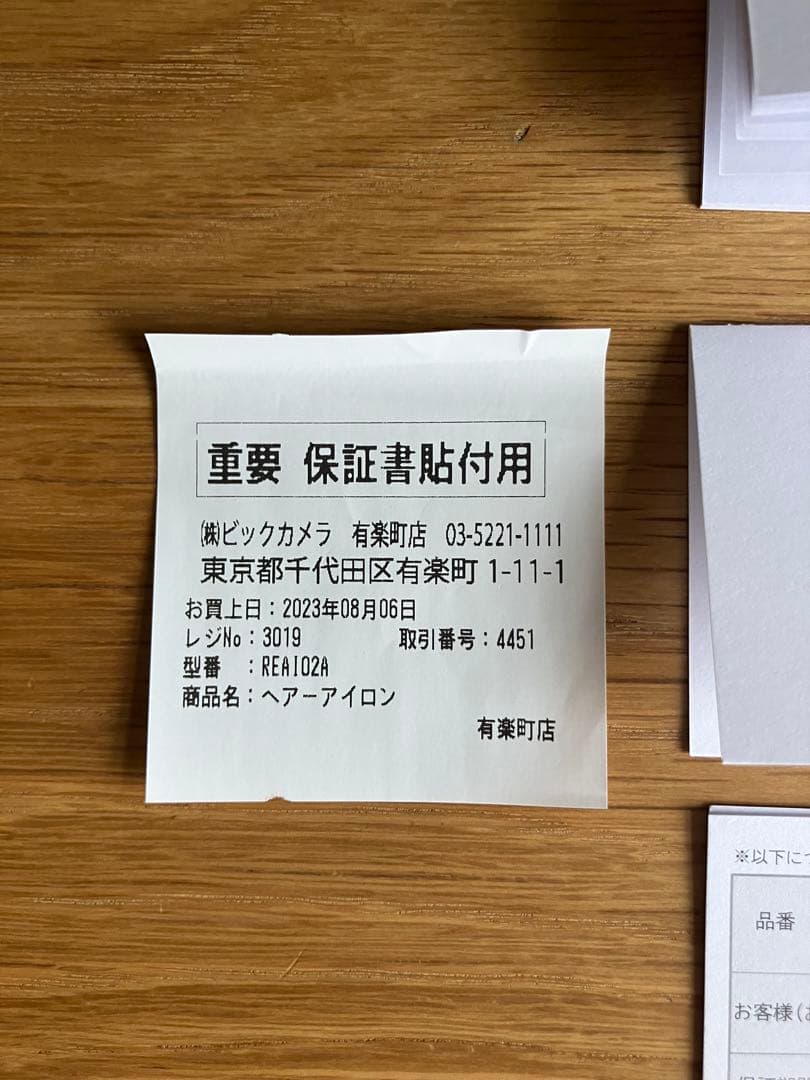 重要 保証書貼付用
㈱ビックカメラ 有楽町店 03-5221-1111
東京都千代田区有楽町 1-11-1
お買上日:2023年08月06日
レジNo:3019 取引番号:4451
型番 :REAI02A
商品名:ヘアーアイロン
有楽町店
※以下に
品番
お客様(